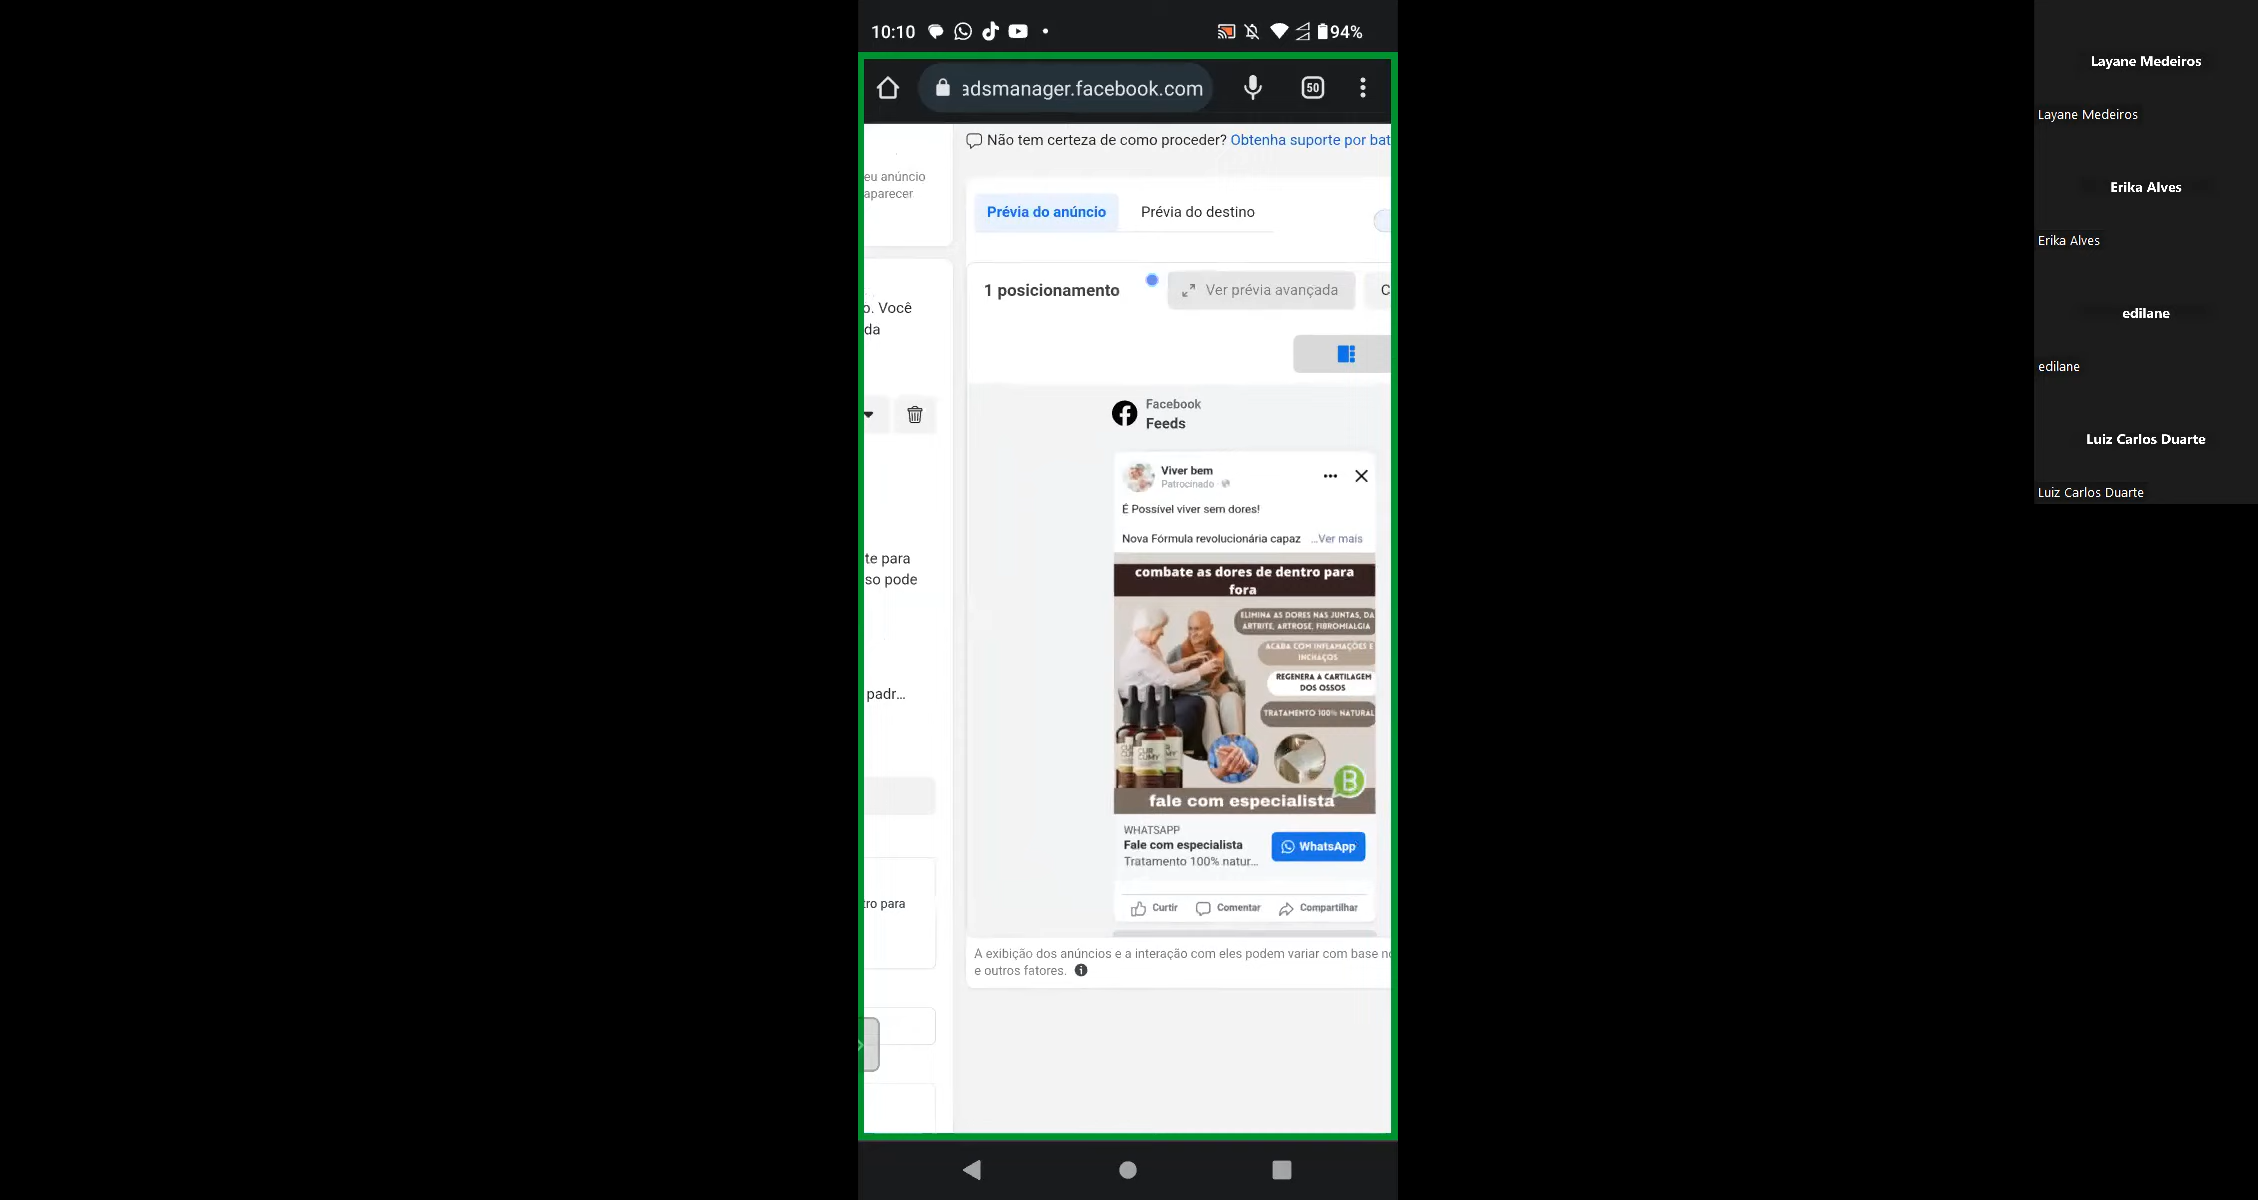 10:10
94%
adsmanager.facebook.com
50
Não tem certeza de como proceder? Obtenha suporte por bat
eu anúncio
aparecer
Prévia do anúncio
Prévia do destino
1 posicionamento
Ver prévia avançada
C
o. Você
da
Facebook
Feeds
Viver bem
Patrocinado
É Possível viver sem dores!
Nova Fórmula revolucionária capaz ...Ver mais
te para
so pode
combate as dores de dentro para
fora
ELIMINA AS DORES NAS JUNTAS, DA
ARTRITE, ARTROSE, FIBROMIALGIA
ACABA COM INFLAMAÇÕES E
INCHAÇOS
REGENERA A CARTILAGEM
DOS OSSOS
padr...
TRATAMENTO 100% NATURAL
CUR
CUMY
B
fale com especialista
WHATSAPP
Fale com especialista
Tratamento 100% natur...
WhatsApp
ro para
Curtir
Comentar
Compartilhar
A exibição dos anúncios e a interação com eles podem variar com base no
e outros fatores.
Layane Medeiros
Layane Medeiros
Erika Alves
Erika Alves
edilane
edilane
Luiz Carlos Duarte
Luiz Carlos Duarte